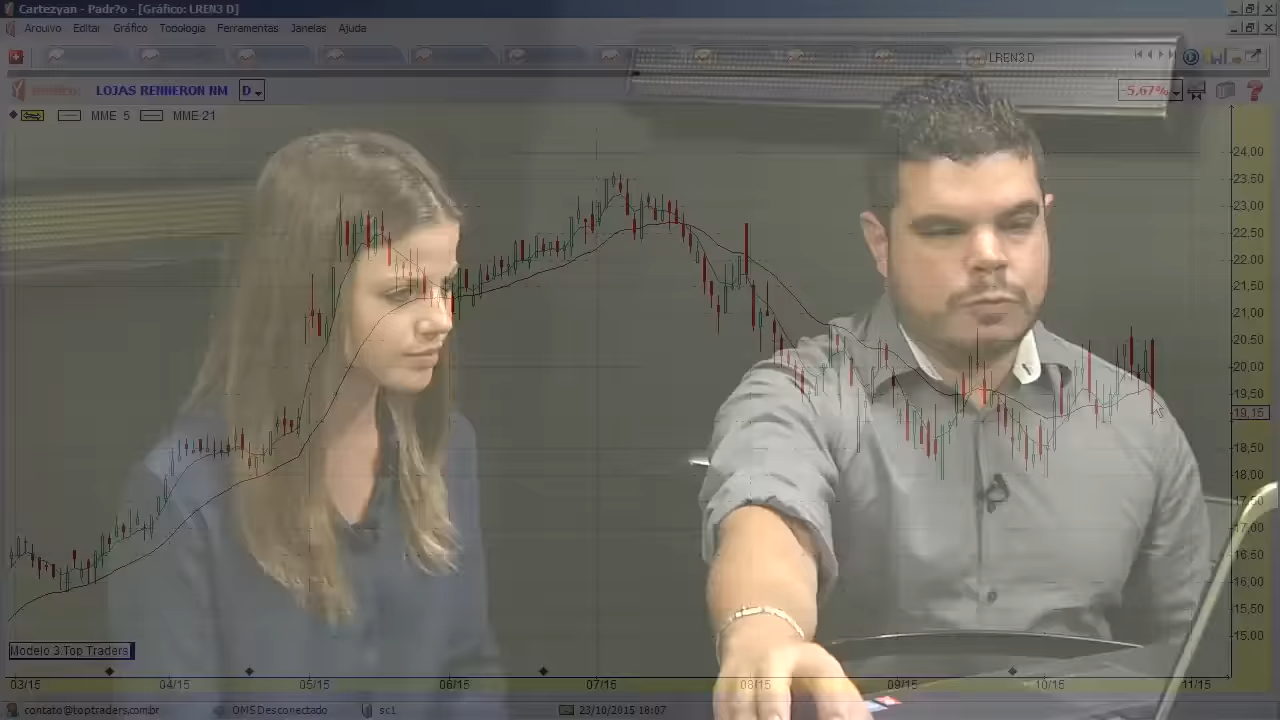 Cartezyan - Padr?o - [Gráfico: LREN3 D]
Arquivo Editar Gráfico Topologia Ferramentas Janelas Ajuda
LREN3 D
LOJAS RENNERON NM D
-5,67%
MME 5 MME 21
24,00
23,50
23,00
22,50
22,00
21,50
21,00
20,50
20,00
19,50
19,15
18,50
18,00
17,50
17,00
16,50
16,00
15,50
15,00
Modelo 3:Top Traders
03/15 04/15 05/15 06/15 07/15 08/15 09/15 10/15 11/15
contato@toptraders.com.br OMS Desconectado sc1 23/10/2015 18:07